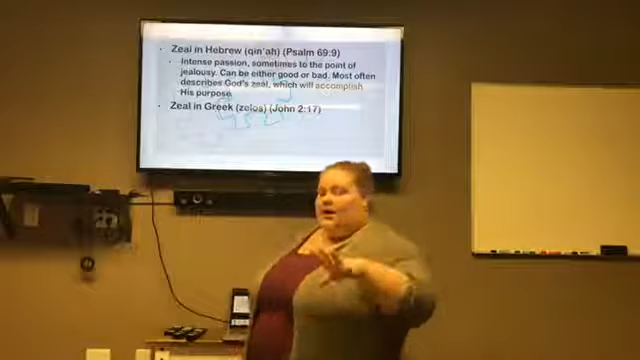 • Zeal in Hebrew (qin'ah) (Psalm 69:9)
• Intense passion, sometimes to the point of
jealousy. Can be either good or bad. Most often
describes God's zeal, which will accomplish
His purpose
• Zeal in Greek (zelos) (John 2:17)